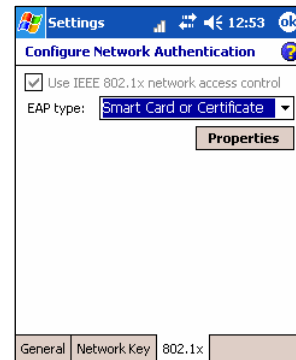 Settings 12:53 ok
Configure Network Authentication ?
Use IEEE 802.1x network access control
EAP type: Smart Card or Certificate
Properties
General Network Key 802.1x